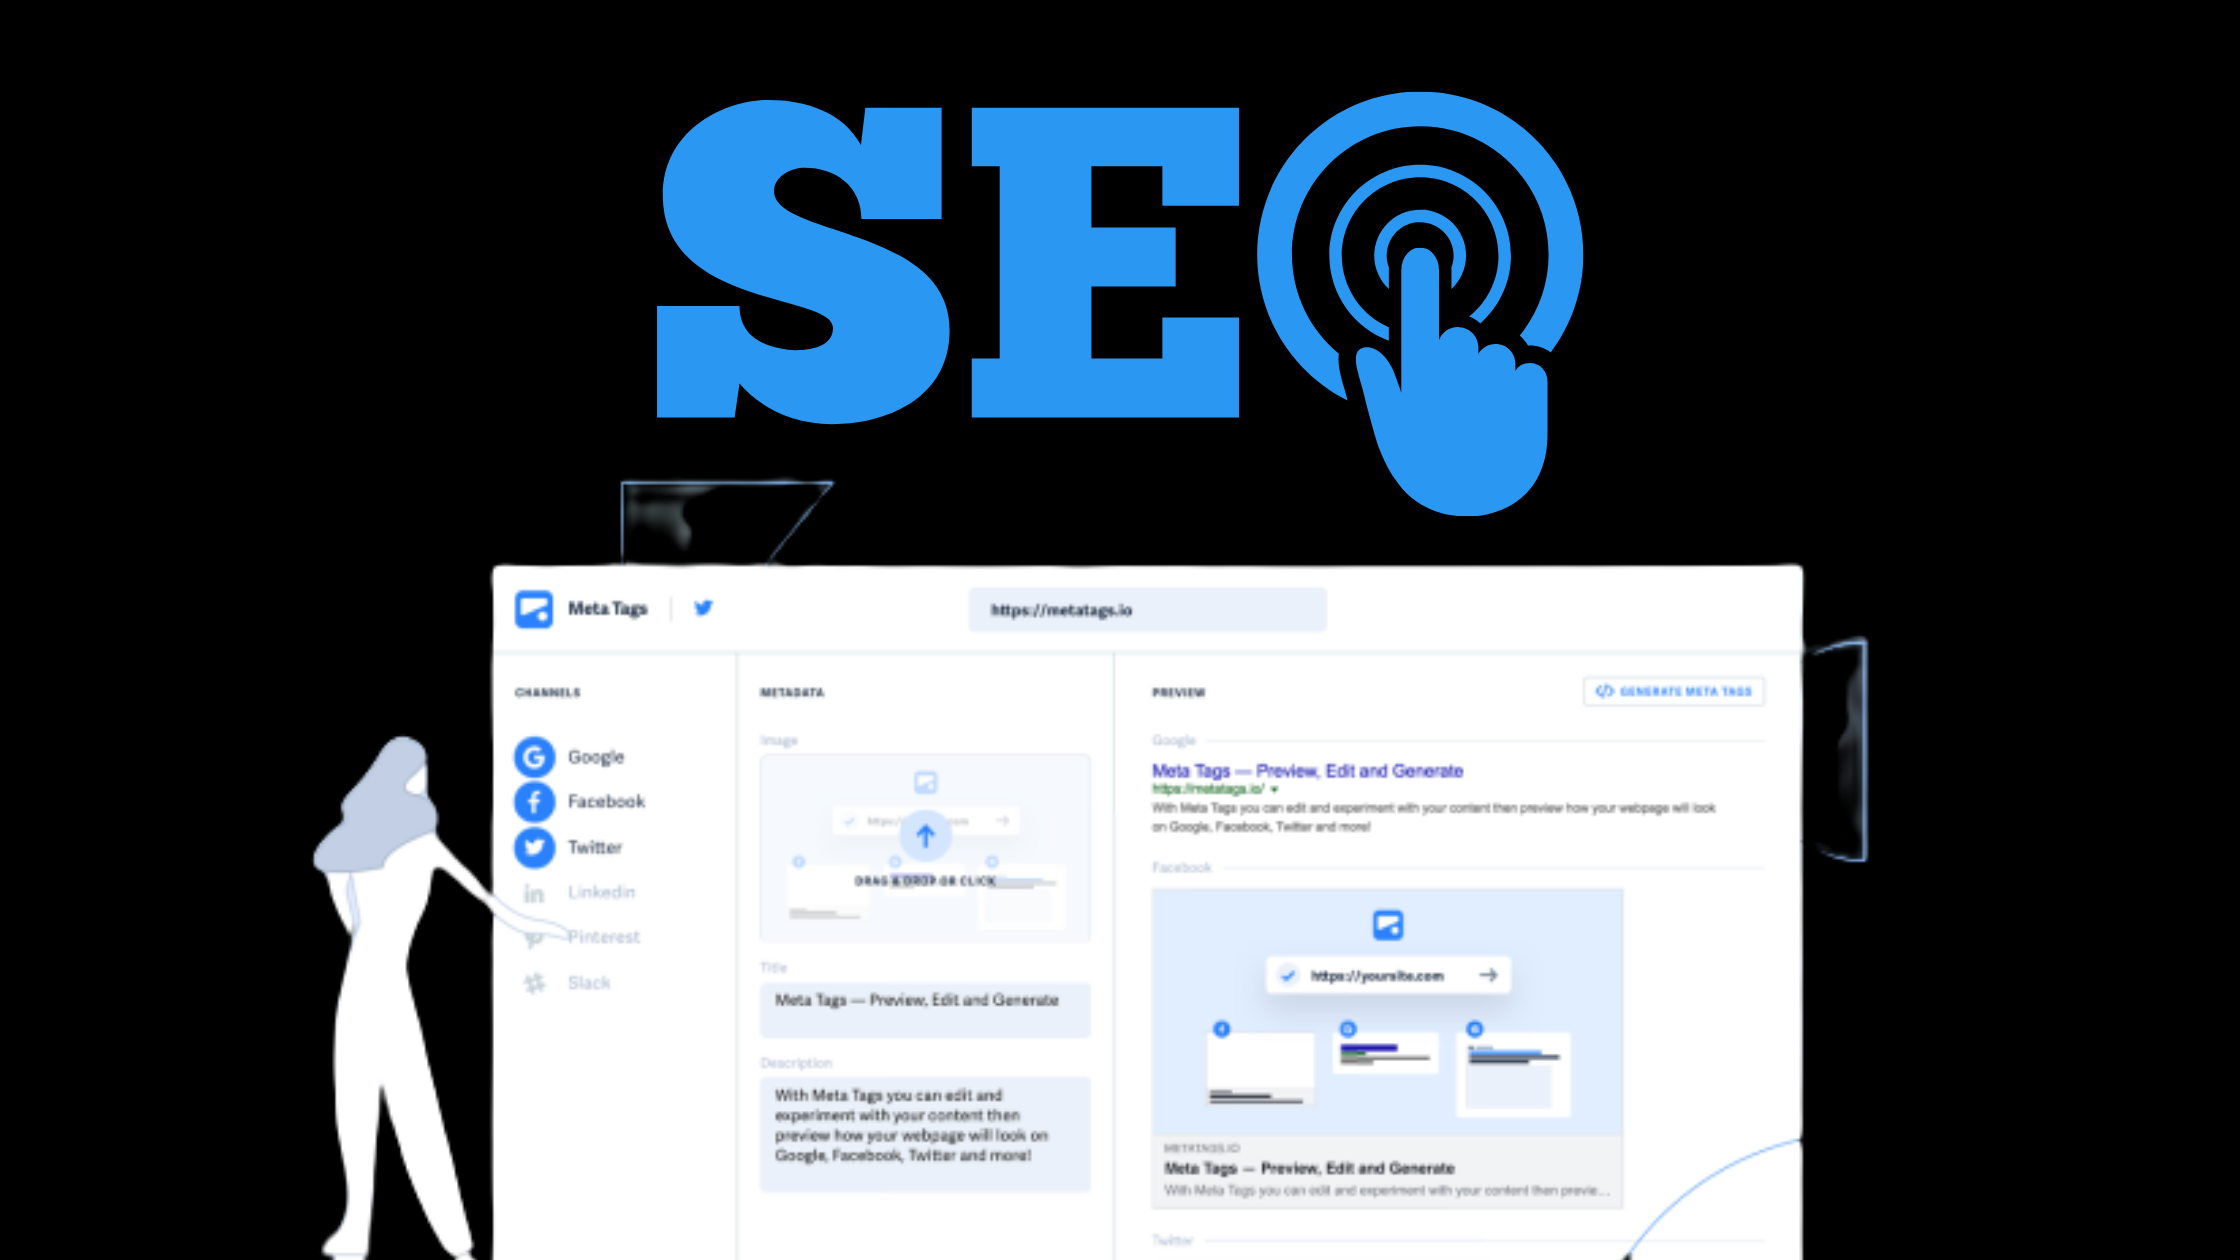 SEO
Meta Tags
https://metatags.io
CHANNELS
Google
Facebook
Twitter
Linkedin
Pinterest
Slack
METADATA
Image
DRAG & DROP OR CLICK
Title
Meta Tags — Preview, Edit and Generate
Description
With Meta Tags you can edit and
experiment with your content then
preview how your webpage will look on
Google, Facebook, Twitter and more!
PREVIEW
</> GENERATE META TAGS
Google
Meta Tags — Preview, Edit and Generate
https://metatags.io/
With Meta Tags you can edit and experiment with your content then preview how your webpage will look
on Google, Facebook, Twitter and more!
Facebook
https://yoursite.com
METATAGS.IO
Meta Tags — Preview, Edit and Generate
With Meta Tags you can edit and experiment with your content then previe...
Twitter